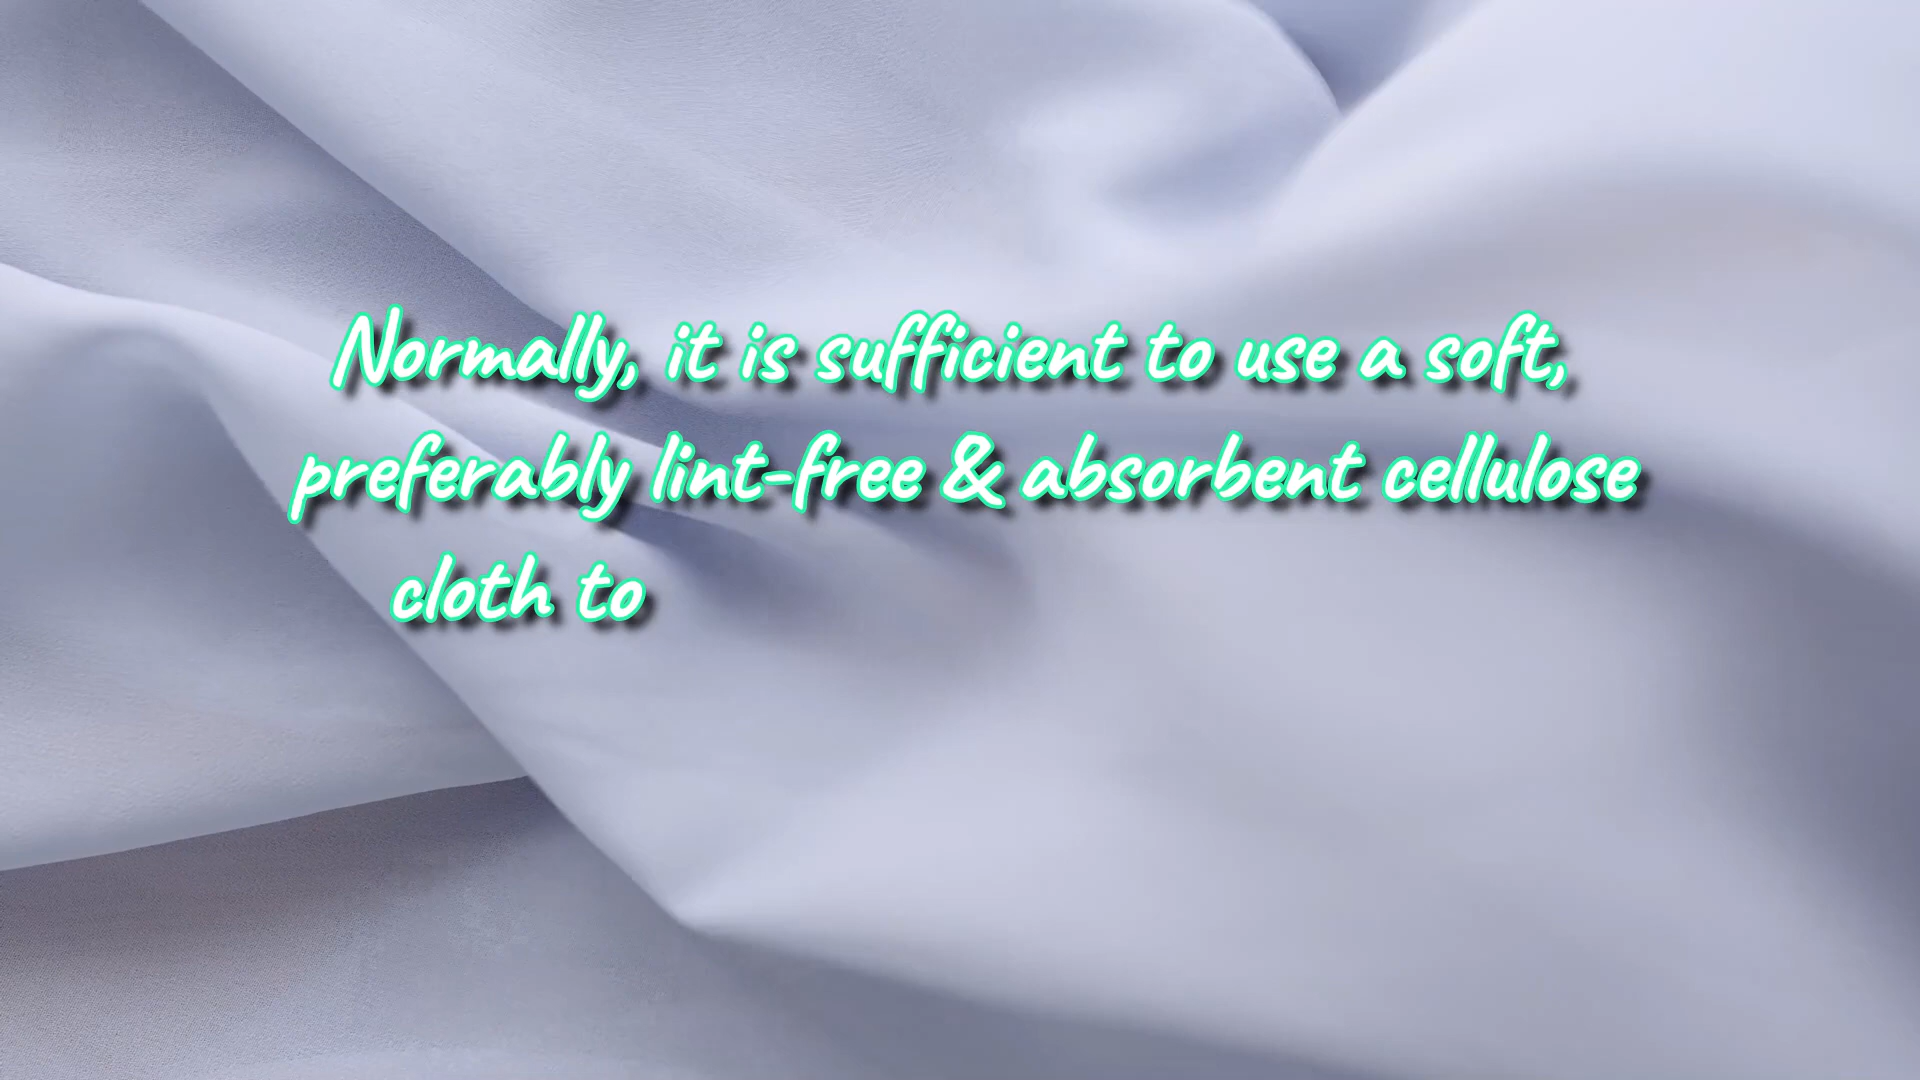 Normally, it is sufficient to use a soft,
preferably lint-free & absorbent cellulose
cloth to